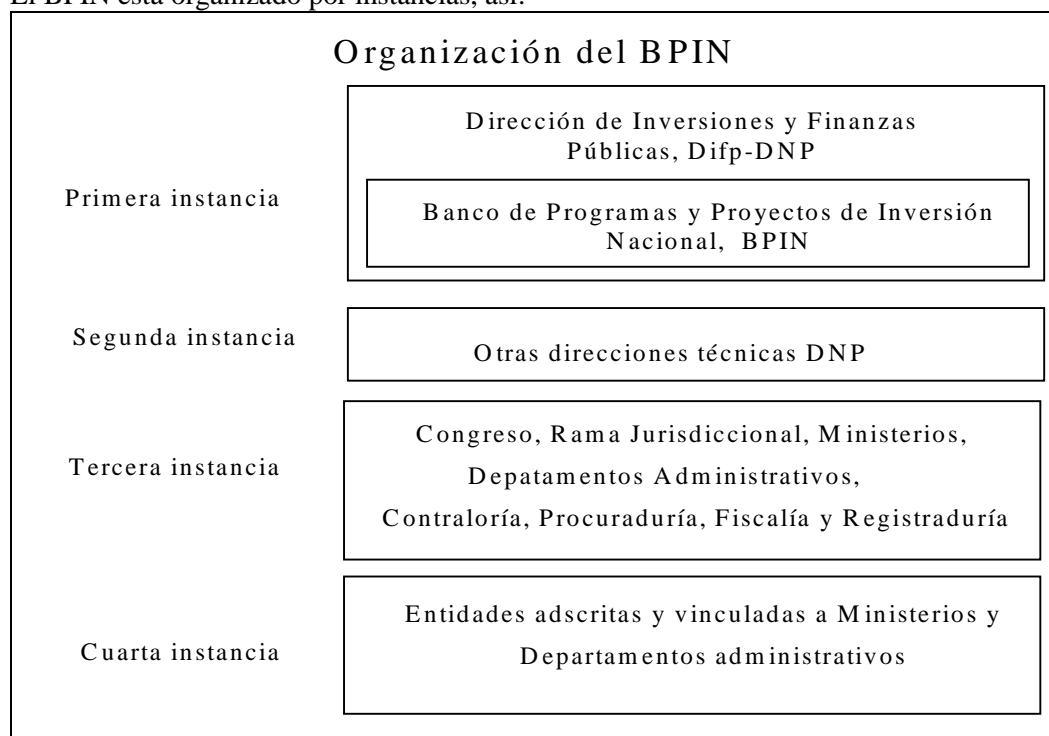 El BPIN está organizado por instancias, así:
Organización del BPIN
Dirección de Inversiones y Finanzas
Públicas, Difp-DNP
Primera instancia
Banco de Programas y Proyectos de Inversión
Nacional, BPIN
Segunda instancia
Otras direcciones técnicas DNP
Congreso, Rama Jurisdiccional, Ministerios,
Tercera instancia
Depatamentos Administrativos,
Contraloría, Procuraduría, Fiscalía y Registraduría
Entidades adscritas y vinculadas a Ministerios y
Cuarta instancia
Departamentos administrativos